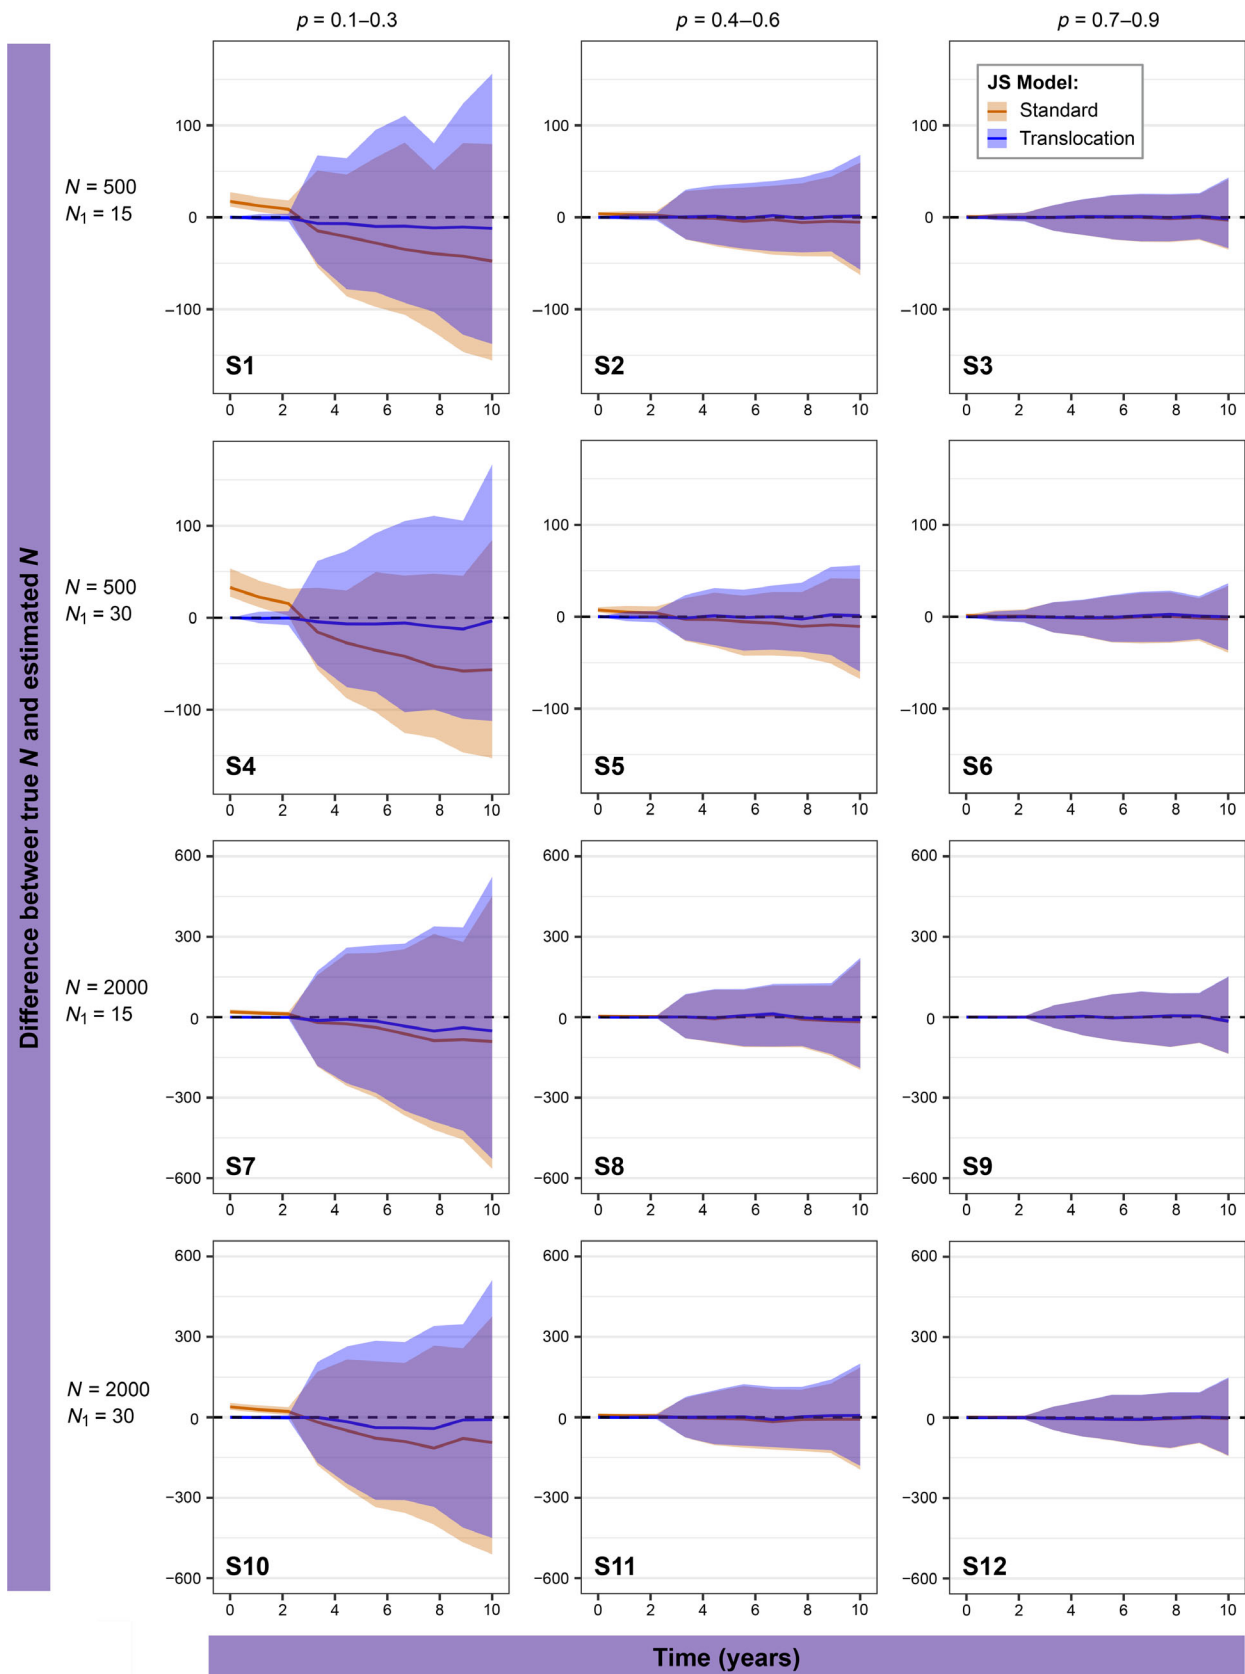 p = 0.1–0.3
p = 0.4–0.6
p = 0.7–0.9
JS Model:
Standard
Translocation
Difference betweer true N and estimated N
N = 500
N1 = 15
100
0
–100
S1
0 2 4 6 8 10
100
0
–100
S2
0 2 4 6 8 10
100
0
–100
S3
0 2 4 6 8 10
N = 500
N1 = 30
100
0
–100
S4
0 2 4 6 8 10
100
0
–100
S5
0 2 4 6 8 10
100
0
–100
S6
0 2 4 6 8 10
N = 2000
N1 = 15
600
300
0
–300
–600
S7
0 2 4 6 8 10
600
300
0
–300
–600
S8
0 2 4 6 8 10
600
300
0
–300
–600
S9
0 2 4 6 8 10
N = 2000
N1 = 30
600
300
0
–300
–600
S10
0 2 4 6 8 10
600
300
0
–300
–600
S11
0 2 4 6 8 10
600
300
0
–300
–600
S12
0 2 4 6 8 10
Time (years)